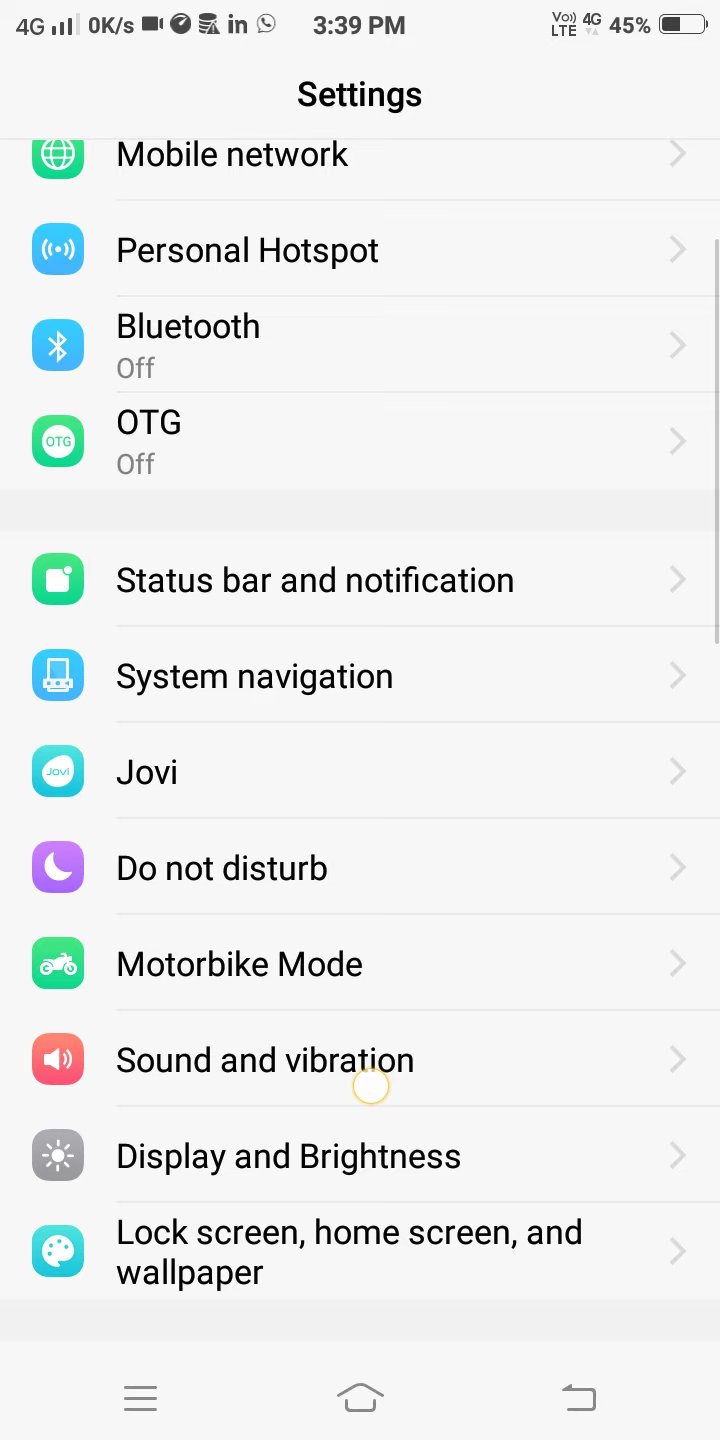 4G 0K/s in 3:39 PM Vo)) LTE 4G 45%
Settings
Mobile network
Personal Hotspot
Bluetooth
Off
OTG
OTG
Off
Status bar and notification
System navigation
Jovi
Jovi
Do not disturb
Motorbike Mode
Sound and vibration
Display and Brightness
Lock screen, home screen, and
wallpaper